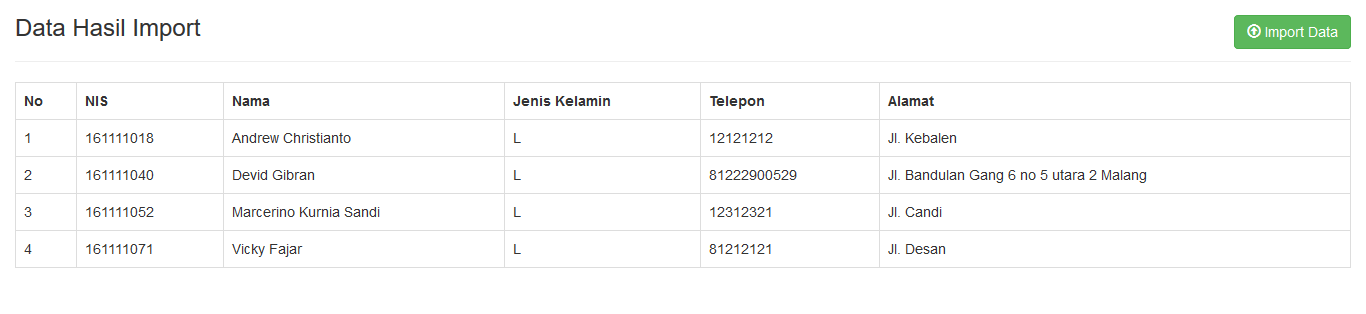 Data Hasil Import
Import Data
No NIS Nama Jenis Kelamin Telepon Alamat
1 161111018 Andrew Christianto L 12121212 Jl. Kebalen
2 161111040 Devid Gibran L 81222900529 Jl. Bandulan Gang 6 no 5 utara 2 Malang
3 161111052 Marcerino Kurnia Sandi L 12312321 Jl. Candi
4 161111071 Vicky Fajar L 81212121 Jl. Desan